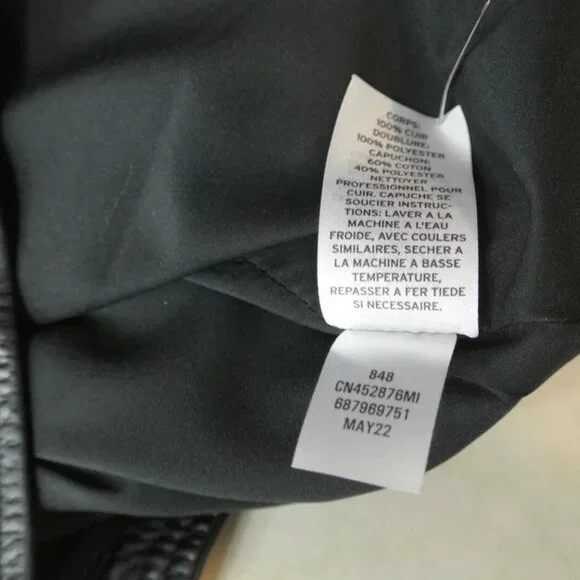 CORPS:
100% CUIR
DOUBLURE:
100% POLYESTER
CAPUCHON:
60% COTON
40% POLYESTER
NETTOYER
PROFESSIONNEL POUR
CUIR. CAPUCHE SE
SOUCIER INSTRUC-
TIONS: LAVER A LA
MACHINE A L'EAU
FROIDE, AVEC COULERS
SIMILAIRES, SECHER A
LA MACHINE A BASSE
TEMPERATURE,
REPASSER A FER TIEDE
SI NECESSAIRE.
848
CN452876MI
687969751
MAY22